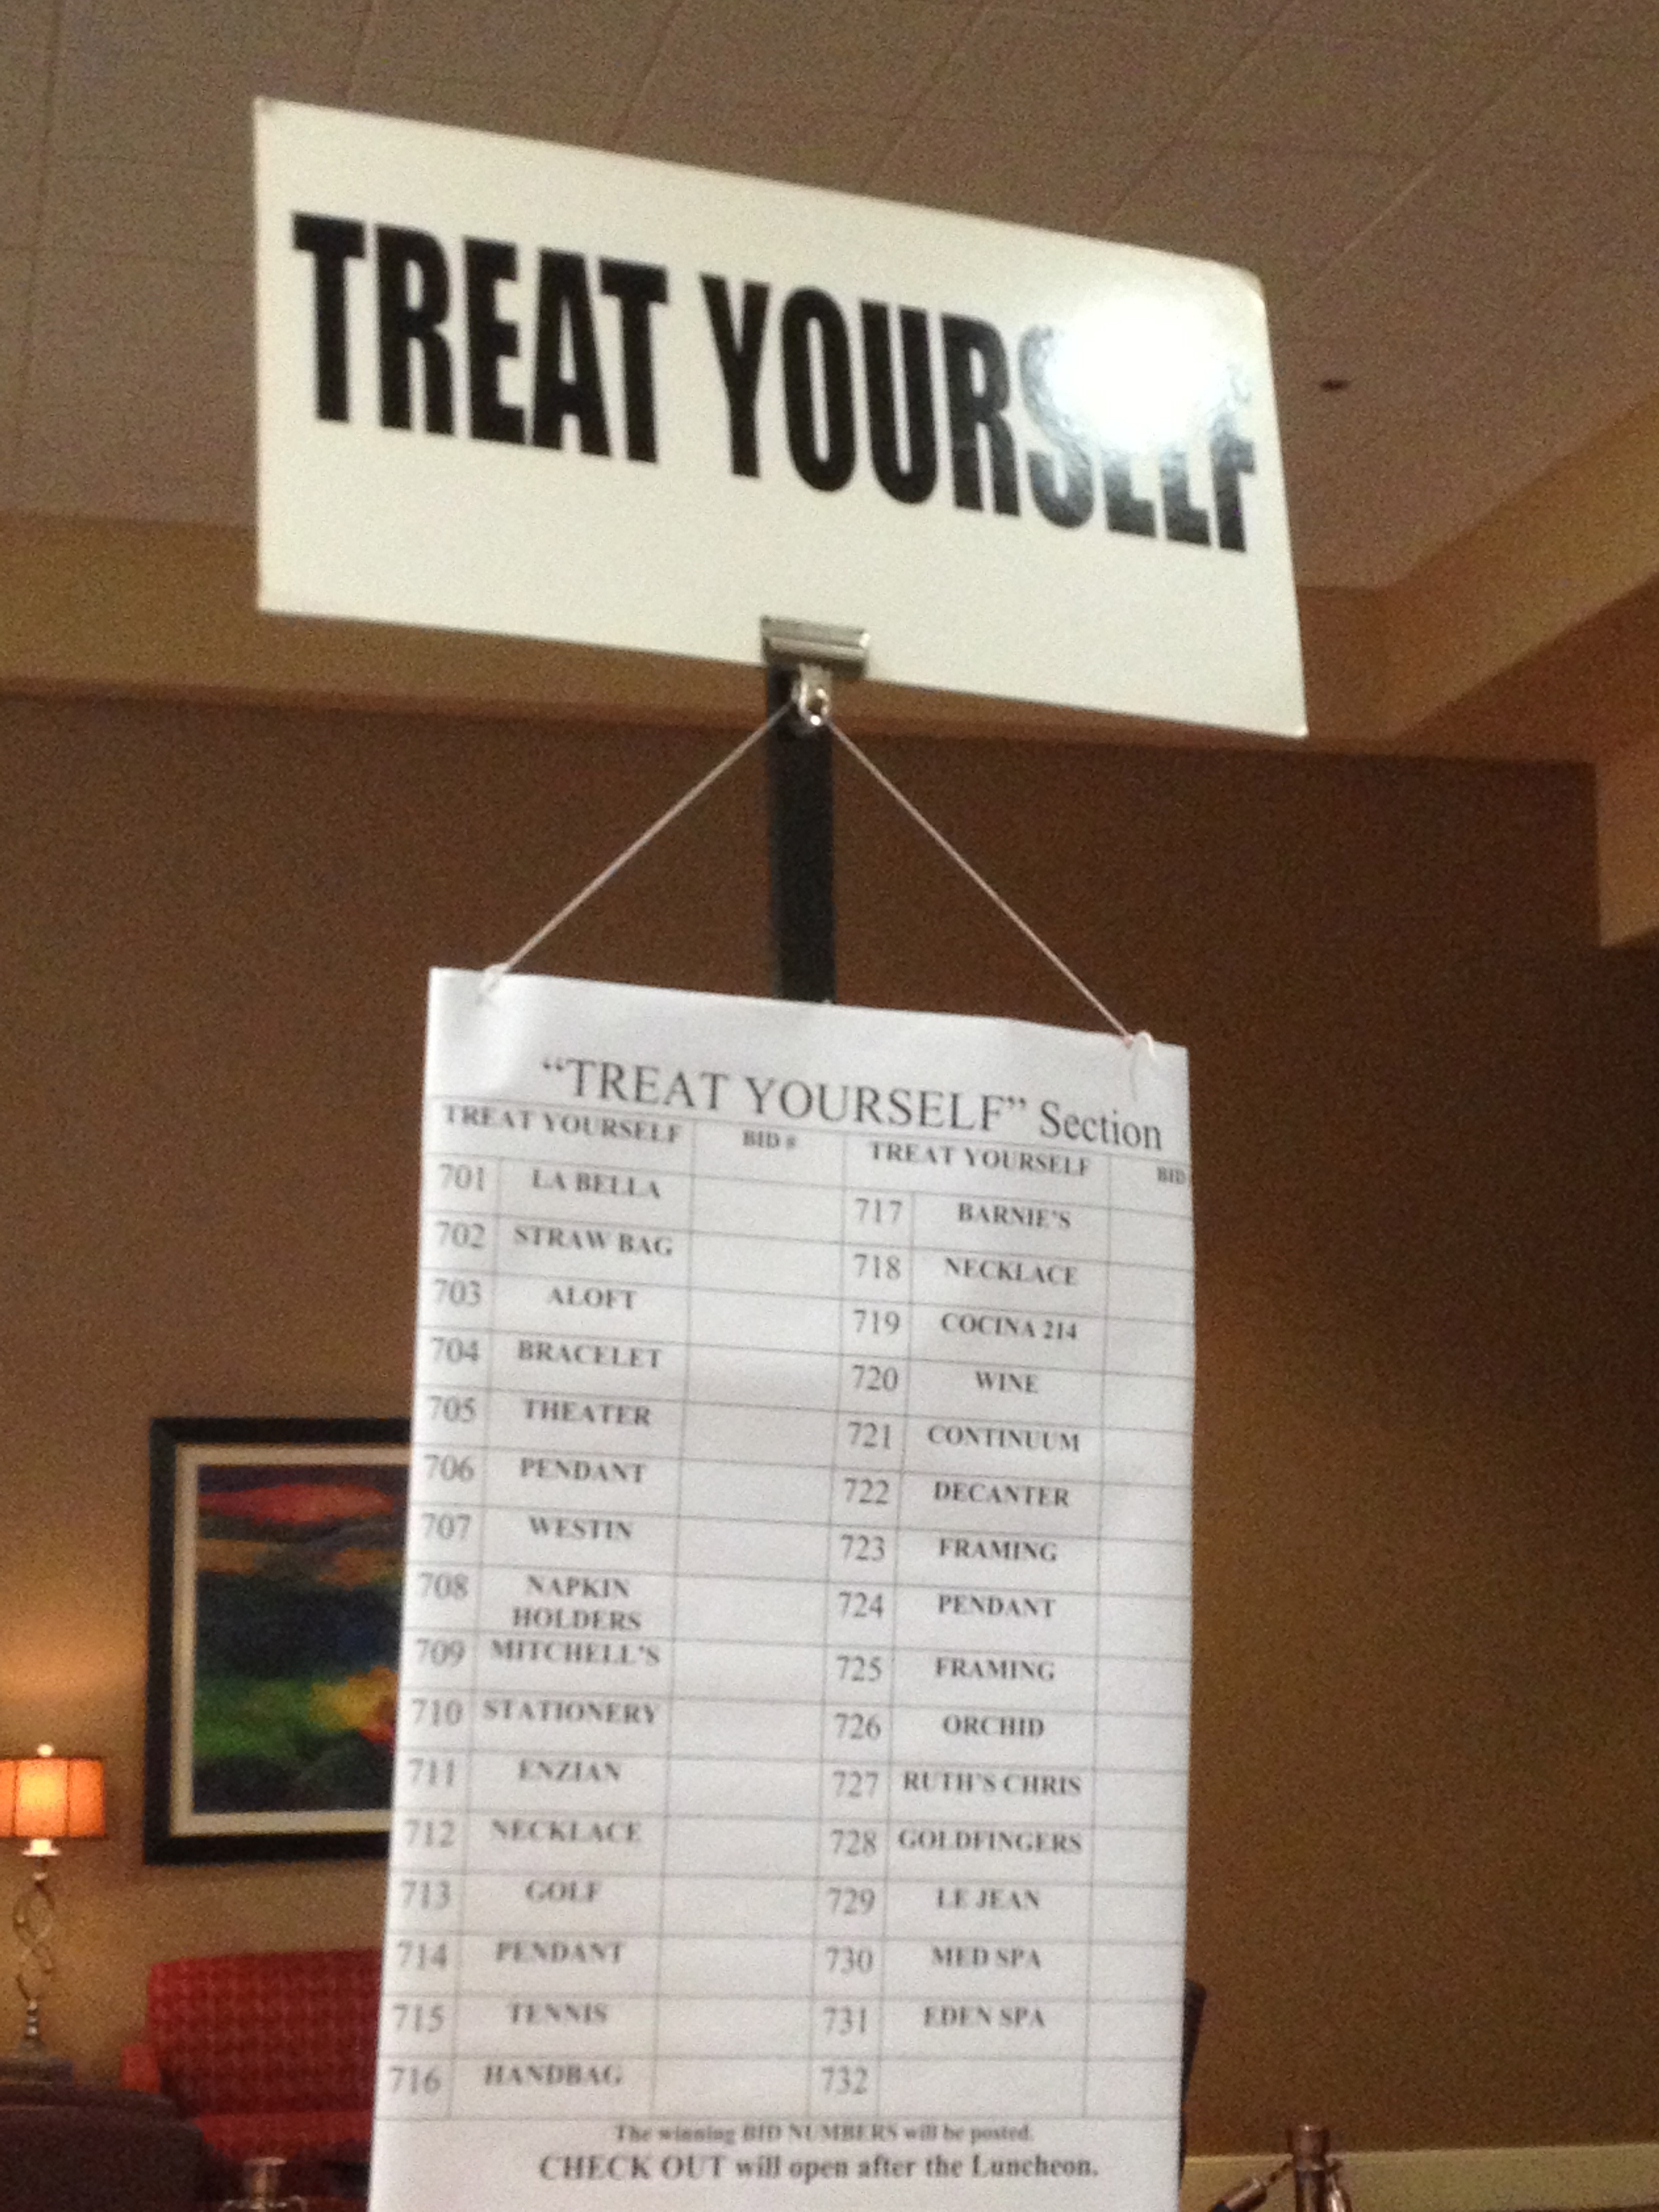 TREAT YOURSELF
“TREAT YOURSELF” Section
TREAT YOURSELF BID # TREAT YOURSELF BID
701 LA BELLA 717 BARNIE'S
702 STRAW BAG 718 NECKLACE
703 ALOFT 719 COCINA 214
704 BRACELET 720 WINE
705 THEATER 721 CONTINUUM
706 PENDANT 722 DECANTER
707 WESTIN 723 FRAMING
708 NAPKIN HOLDERS 724 PENDANT
709 MITCHELL'S 725 FRAMING
710 STATIONERY 726 ORCHID
711 ENZIAN 727 RUTH'S CHRIS
712 NECKLACE 728 GOLDFINGERS
713 GOLF 729 LE JEAN
714 PENDANT 730 MED SPA
715 TENNIS 731 EDEN SPA
716 HANDBAG 732
The winning BID NUMBERS will be posted.
CHECK OUT will open after the Luncheon.